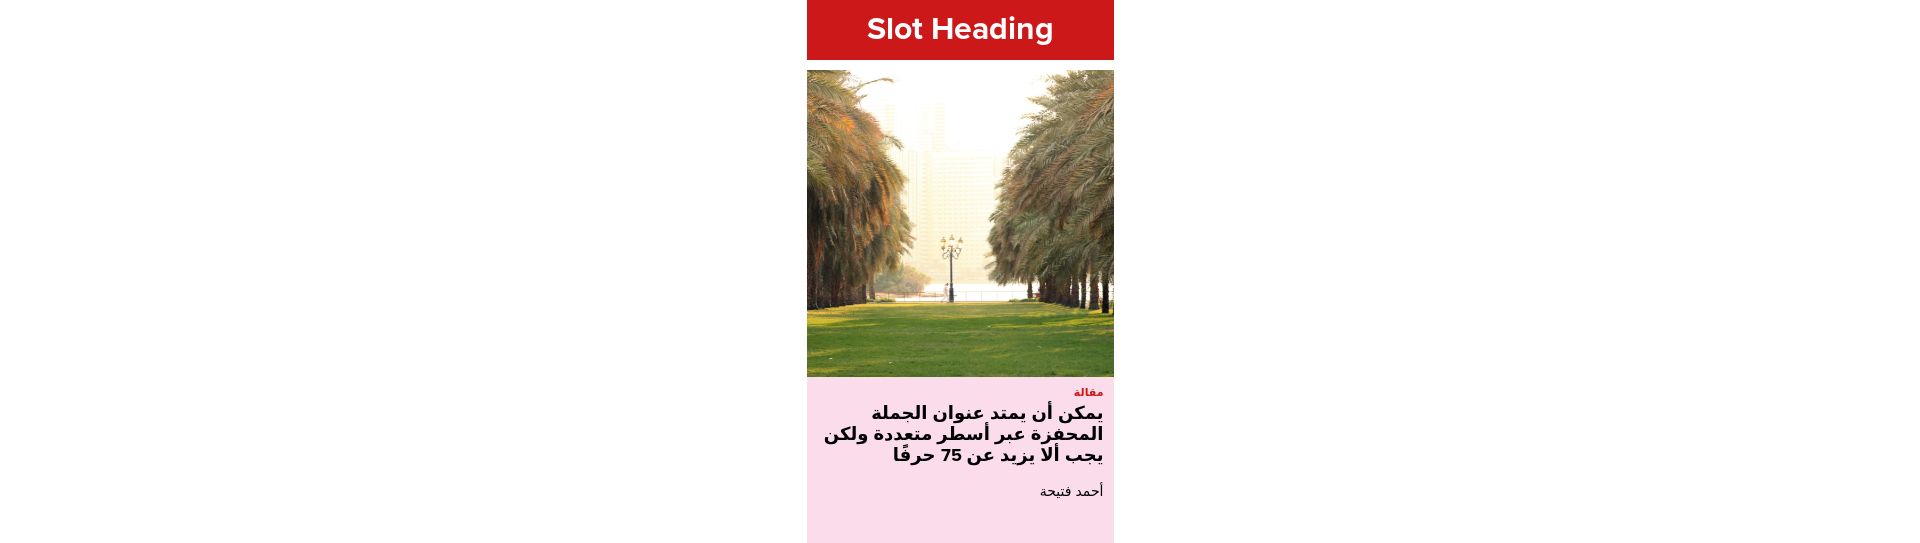 Slot Heading
مقالة
يمكن أن يمتد عنوان الجملة
المحفزة عبر أسطر متعددة ولكن
يجب ألا يزيد عن 75 حرفًا
أحمد فتيحة